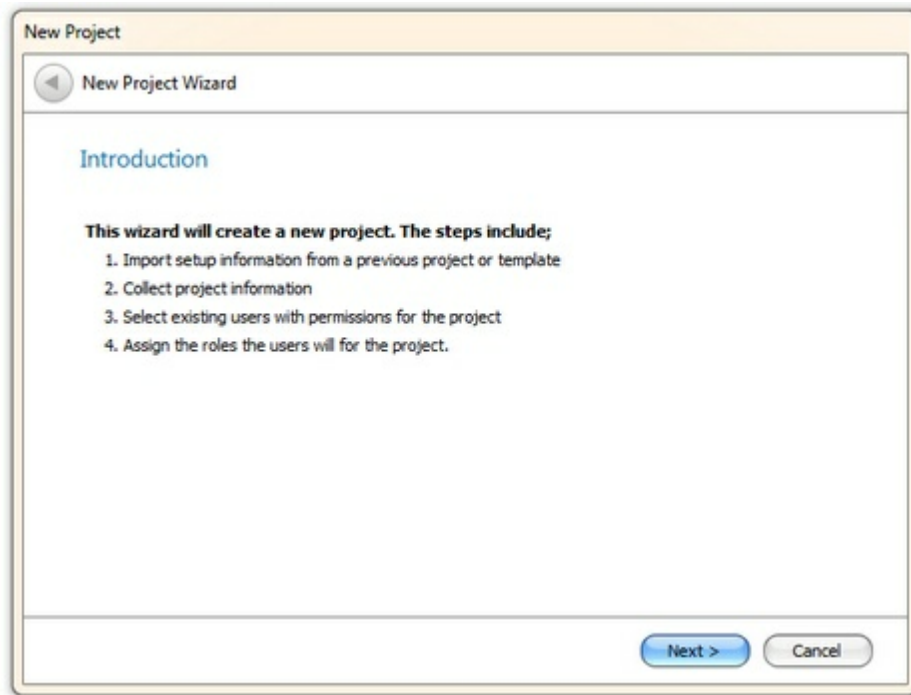 New Project
New Project Wizard
Introduction
This wizard will create a new project. The steps include;
1. Import setup information from a previous project or template
2. Collect project information
3. Select existing users with permissions for the project
4. Assign the roles the users will for the project.
Next >
Cancel